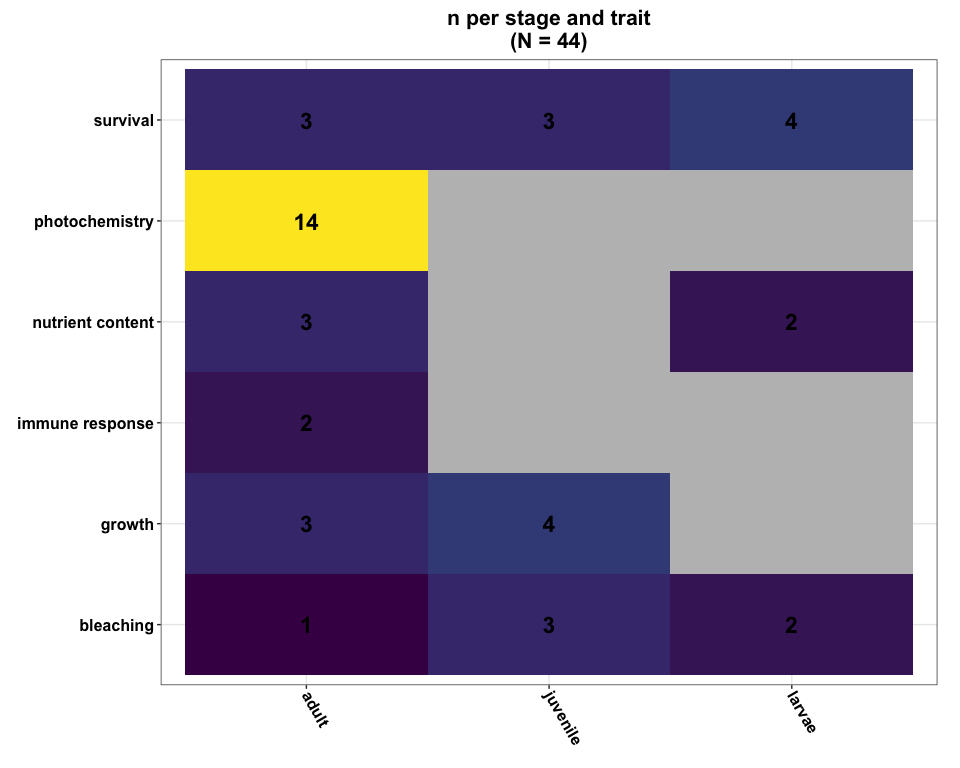 n per stage and trait
(N = 44)
survival 3 3 4
photochemistry 14
nutrient content 3 2
immune response 2
growth 3 4
bleaching 1 3 2
adult juvenile larvae